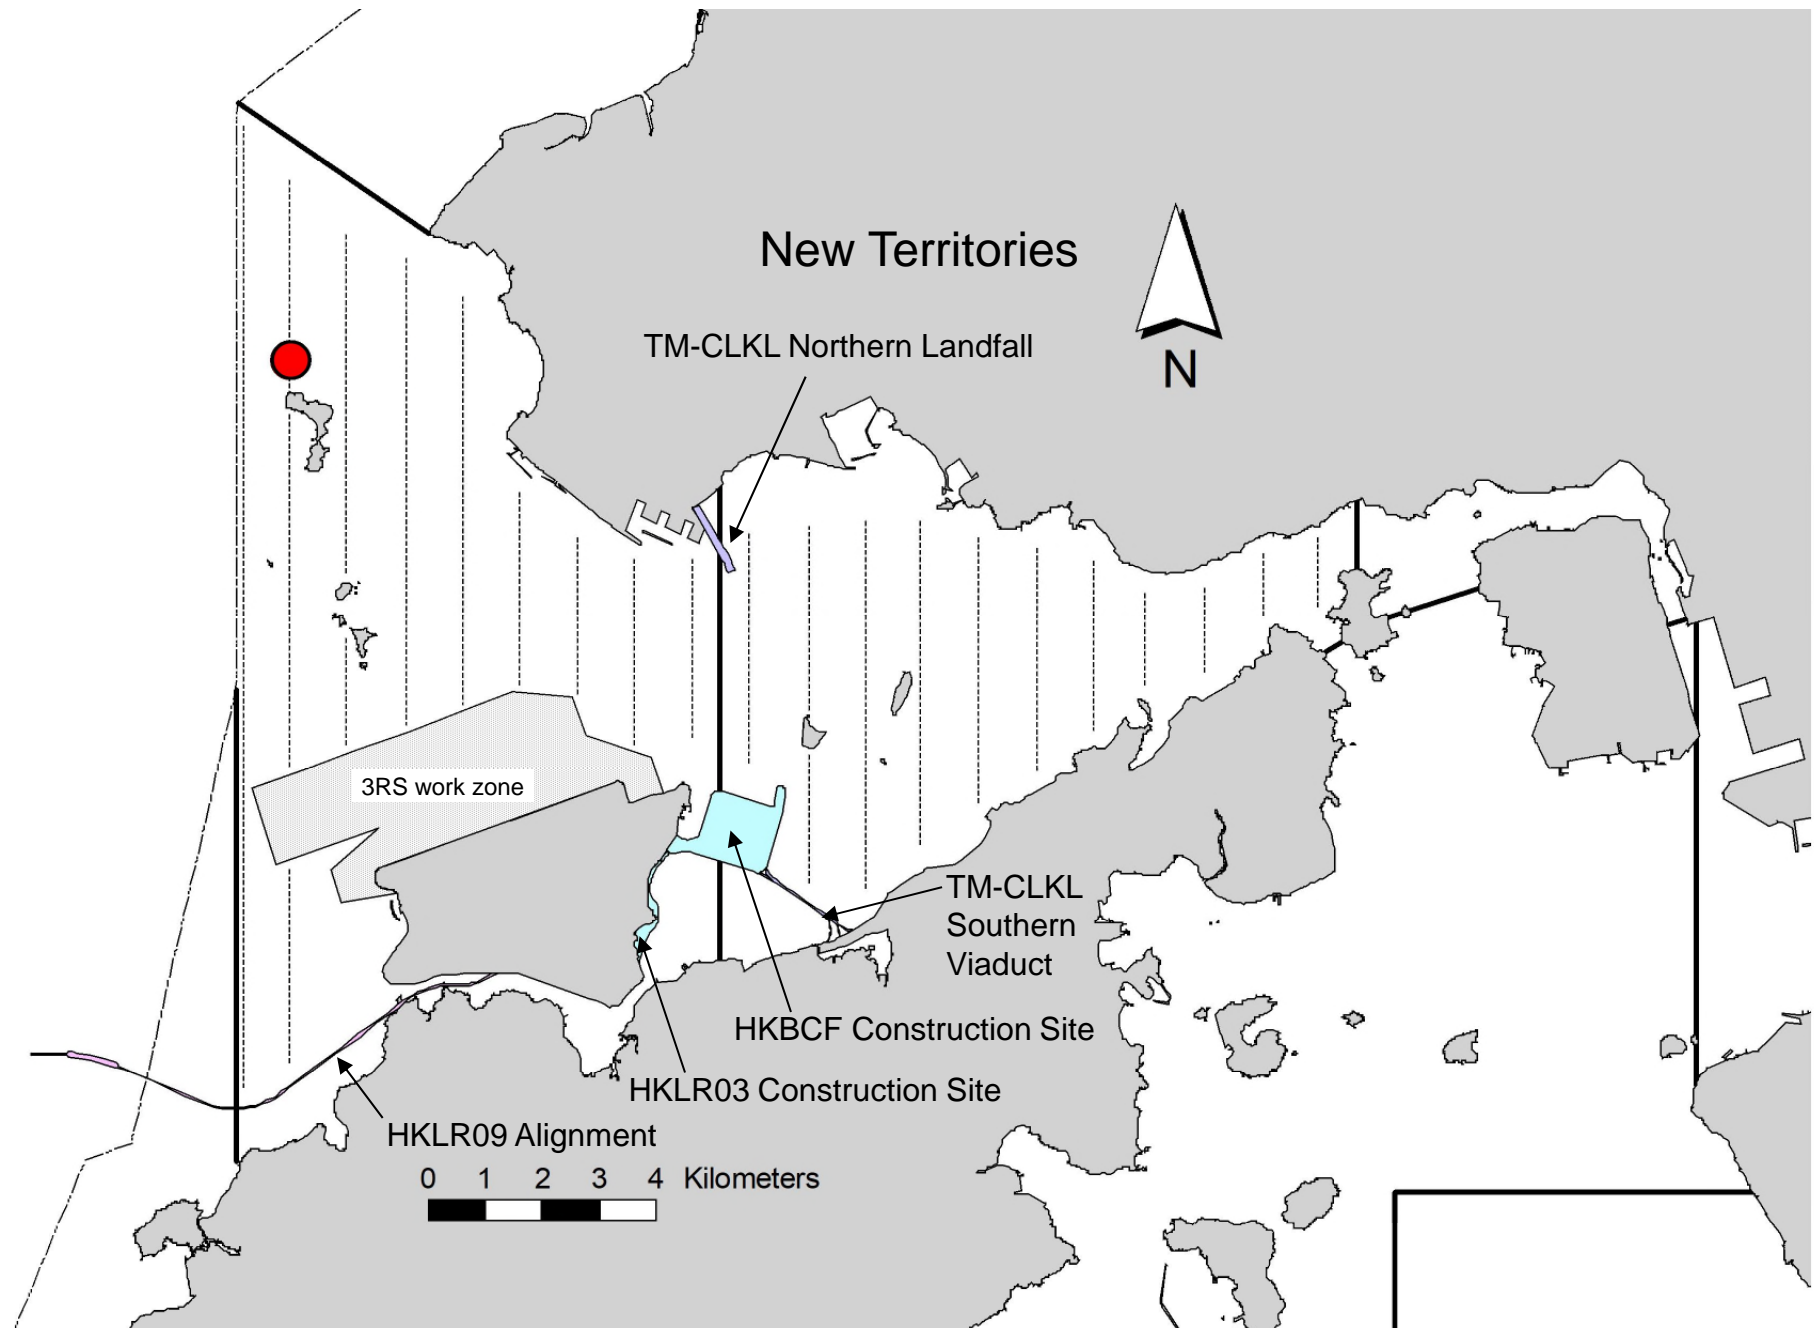 New Territories
TM-CLKL Northern Landfall
N
3RS work zone
TM-CLKL
Southern
Viaduct
HKBCF Construction Site
HKLR03 Construction Site
HKLR09 Alignment
0 1 2 3 4 Kilometers